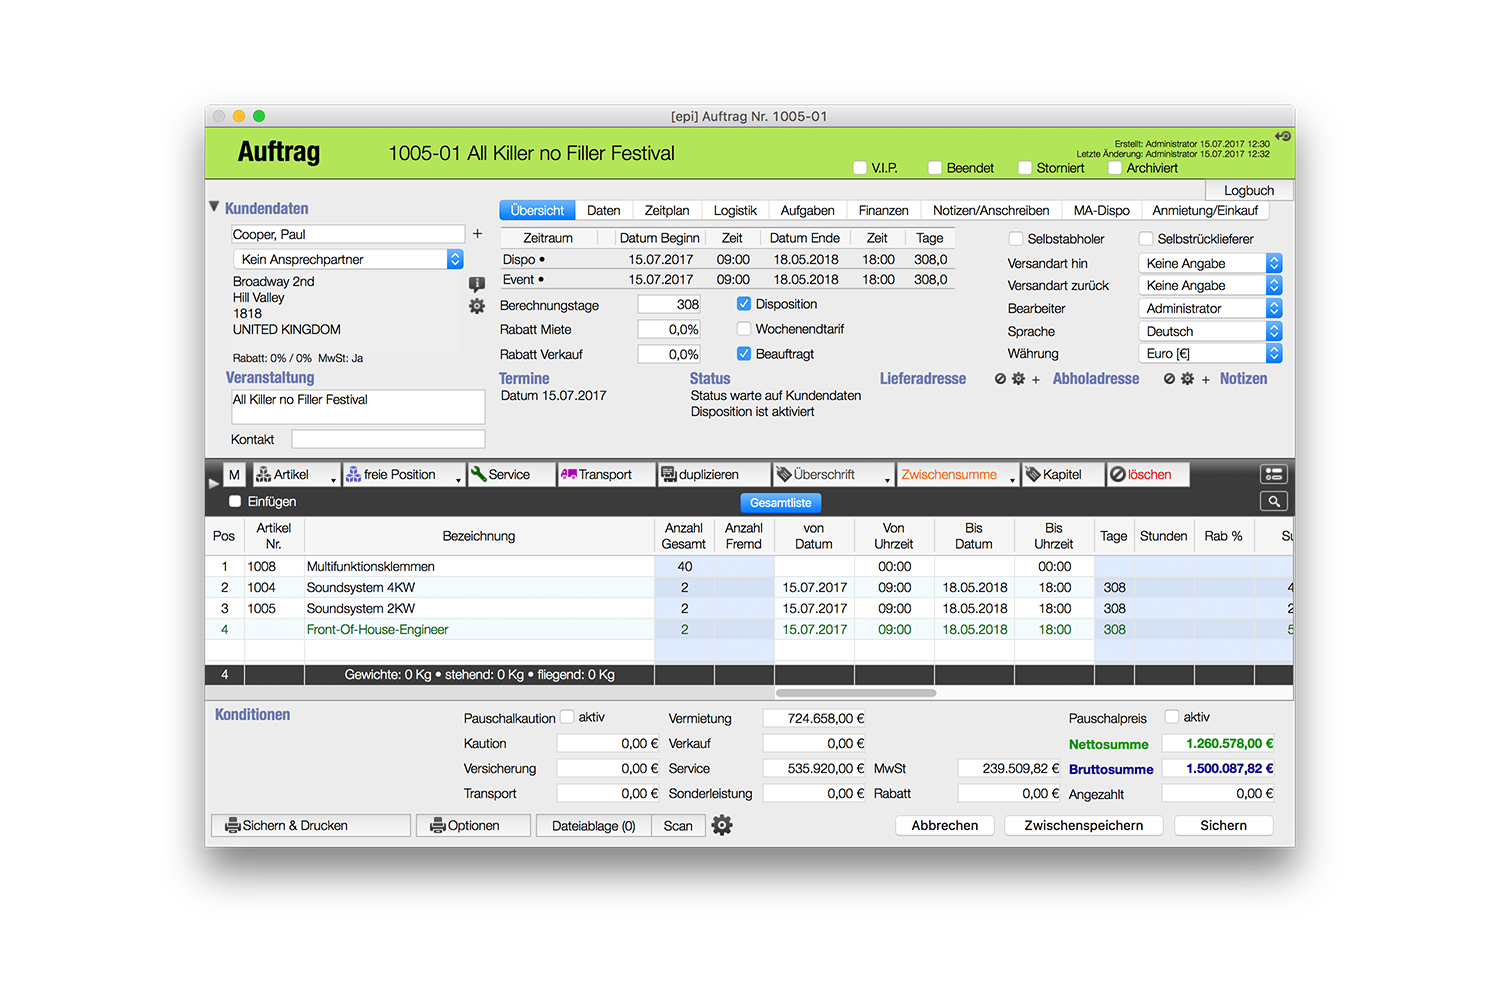 [epi] Auftrag Nr. 1005-01
Auftrag
1005-01 All Killer no Filler Festival
Erstellt: Administrator 15.07.2017 12:30
Letzte Änderung: Administrator 15.07.2017 12:32
V.I.P. Beendet Storniert Archiviert
Logbuch
Kundendaten
Cooper, Paul +
Kein Ansprechpartner
Broadway 2nd
Hill Valley
1818
UNITED KINGDOM
Rabatt: 0% / 0% MwSt: Ja
Veranstaltung
All Killer no Filler Festival
Kontakt
Übersicht Daten Zeitplan Logistik Aufgaben Finanzen Notizen/Anschreiben MA-Dispo Anmietung/Einkauf
Zeitraum Datum Beginn Zeit Datum Ende Zeit Tage
Dispo • 15.07.2017 09:00 18.05.2018 18:00 308,0
Event • 15.07.2017 09:00 18.05.2018 18:00 308,0
Berechnungstage 308 Disposition
Rabatt Miete 0,0% Wochenendtarif
Rabatt Verkauf 0,0% Beauftragt
Selbstabholer Selbstrücklieferer
Versandart hin Keine Angabe
Versandart zurück Keine Angabe
Bearbeiter Administrator
Sprache Deutsch
Währung Euro [€]
Termine
Datum 15.07.2017
Status
Status warte auf Kundendaten
Disposition ist aktiviert
Lieferadresse + Abholadresse + Notizen
M Artikel freie Position Service Transport duplizieren Überschrift Zwischensumme Kapitel löschen
Einfügen Gesamtliste
Pos Artikel Nr. Bezeichnung Anzahl Gesamt Anzahl Fremd von Datum Von Uhrzeit Bis Datum Bis Uhrzeit Tage Stunden Rab % Su
1 1008 Multifunktionsklemmen 40 00:00 00:00
2 1004 Soundsystem 4KW 2 15.07.2017 09:00 18.05.2018 18:00 308 4
3 1005 Soundsystem 2KW 2 15.07.2017 09:00 18.05.2018 18:00 308 2
4 Front-Of-House-Engineer 2 15.07.2017 09:00 18.05.2018 18:00 308 5
4 Gewichte: 0 Kg • stehend: 0 Kg • fliegend: 0 Kg
Konditionen
Pauschalkaution aktiv Vermietung 724.658,00 € Pauschalpreis aktiv
Kaution 0,00 € Verkauf 0,00 € Nettosumme 1.260.578,00 €
Versicherung 0,00 € Service 535.920,00 € MwSt 239.509,82 € Bruttosumme 1.500.087,82 €
Transport 0,00 € Sonderleistung 0,00 € Rabatt 0,00 € Angezahlt 0,00 €
Sichern & Drucken Optionen Dateiablage (0) Scan Abbrechen Zwischenspeichern Sichern